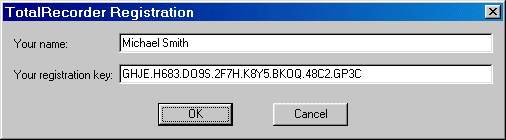 TotalRecorder Registration
Your name: Michael Smith
Your registration key: GHJE.H683.DO9S.2F7H.K8Y5.BKOQ.48C2.GP3C
OK Cancel